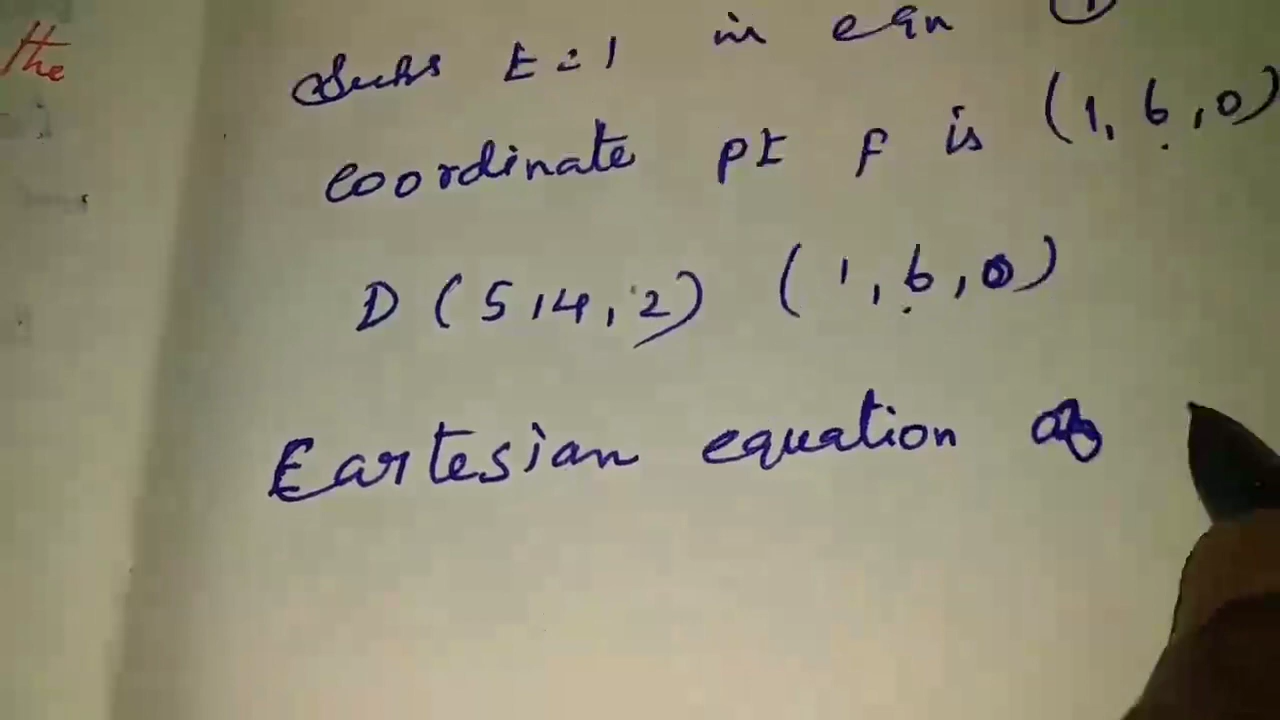 the
Subs t = 1 in eqn 1
coordinate pt F is (1, 6, 0)
D (5, 4, 2) (1, 6, 0)
Cartesian equation of